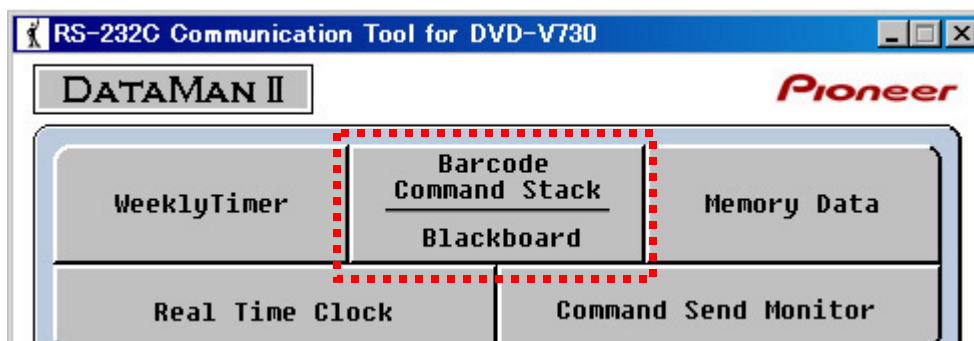 RS-232C Communication Tool for DVD-V730
DATAMAN II
Pioneer
WeeklyTimer
Barcode
Command Stack
Blackboard
Memory Data
Real Time Clock
Command Send Monitor